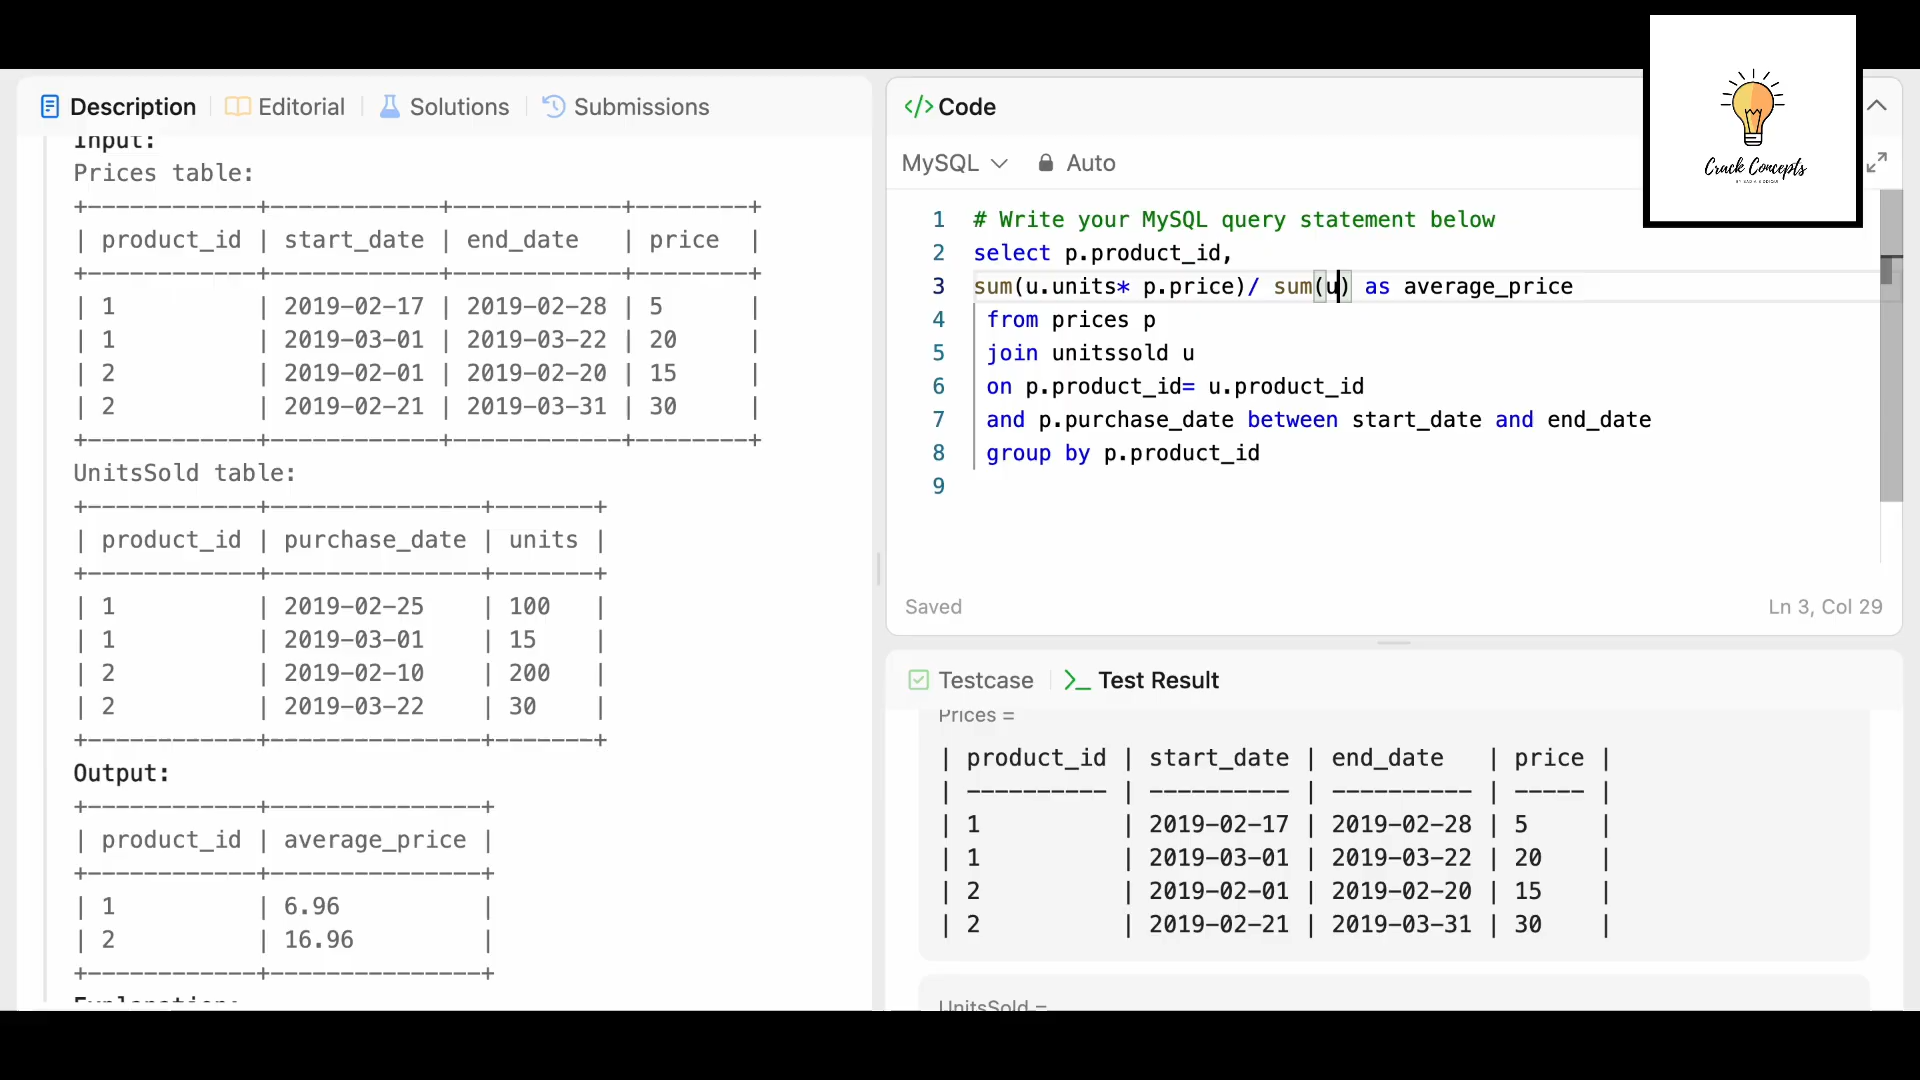 Description
Editorial
Solutions
Submissions
Input:
Prices table:
+-------------+------------+------------+--------+
| product_id | start_date | end_date | price |
+-------------+------------+------------+--------+
| 1 | 2019-02-17 | 2019-02-28 | 5 |
| 1 | 2019-03-01 | 2019-03-22 | 20 |
| 2 | 2019-02-01 | 2019-02-20 | 15 |
| 2 | 2019-02-21 | 2019-03-31 | 30 |
+-------------+------------+------------+--------+
UnitsSold table:
+-------------+---------------+-------+
| product_id | purchase_date | units |
+-------------+---------------+-------+
| 1 | 2019-02-25 | 100 |
| 1 | 2019-03-01 | 15 |
| 2 | 2019-02-10 | 200 |
| 2 | 2019-03-22 | 30 |
+-------------+---------------+-------+
Output:
+-------------+---------------+
| product_id | average_price |
+-------------+---------------+
| 1 | 6.96 |
| 2 | 16.96 |
+-------------+---------------+
Explanation:
</> Code
MySQL
Auto
1 # Write your MySQL query statement below
2 select p.product_id,
3 sum(u.units* p.price)/ sum(u) as average_price
4 from prices p
5 join unitssold u
6 on p.product_id= u.product_id
7 and p.purchase_date between start_date and end_date
8 group by p.product_id
9
Saved
Ln 3, Col 29
Testcase
>_ Test Result
Prices =
| product_id | start_date | end_date | price |
| ---------- | ---------- | ---------- | ----- |
| 1 | 2019-02-17 | 2019-02-28 | 5 |
| 1 | 2019-03-01 | 2019-03-22 | 20 |
| 2 | 2019-02-01 | 2019-02-20 | 15 |
| 2 | 2019-02-21 | 2019-03-31 | 30 |
UnitsSold =
Crack Concepts